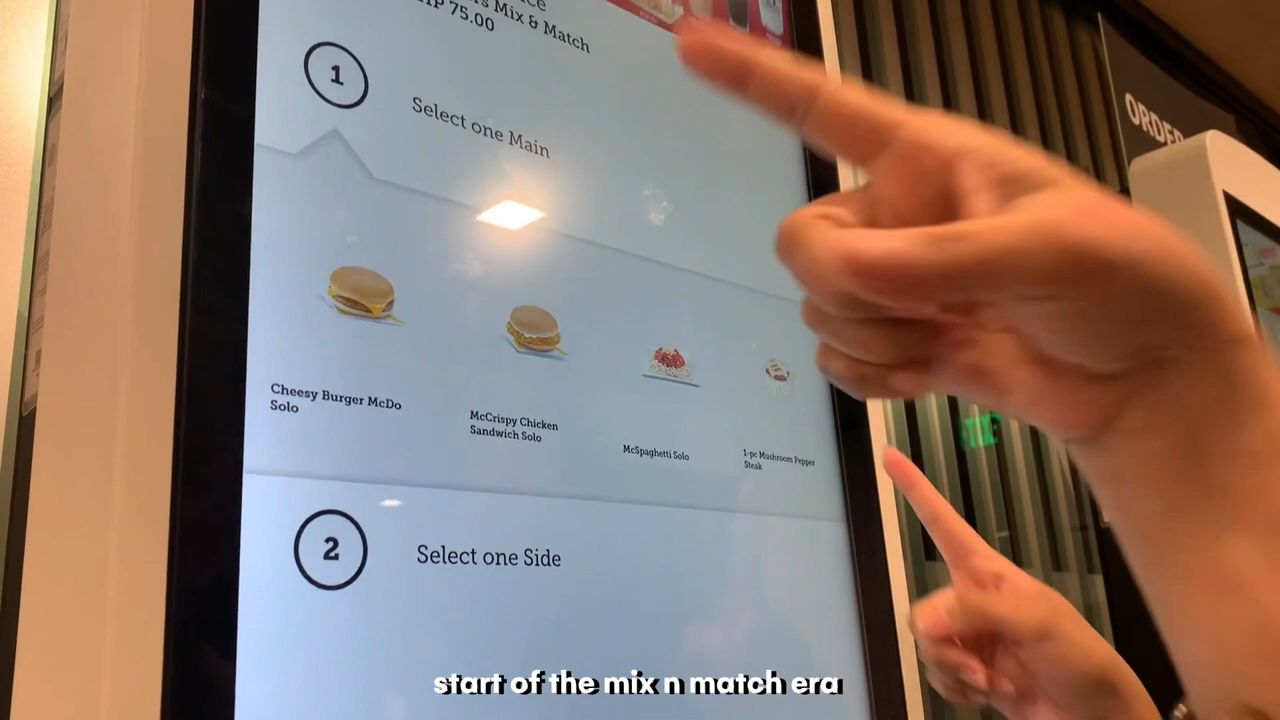 Mix & Match
75.00
1
Select one Main
Cheesy Burger McDo
Solo
McCrispy Chicken
Sandwich Solo
McSpaghetti Solo
1-pc Mushroom Pepper
Steak
2
Select one Side
start of the mix n match era